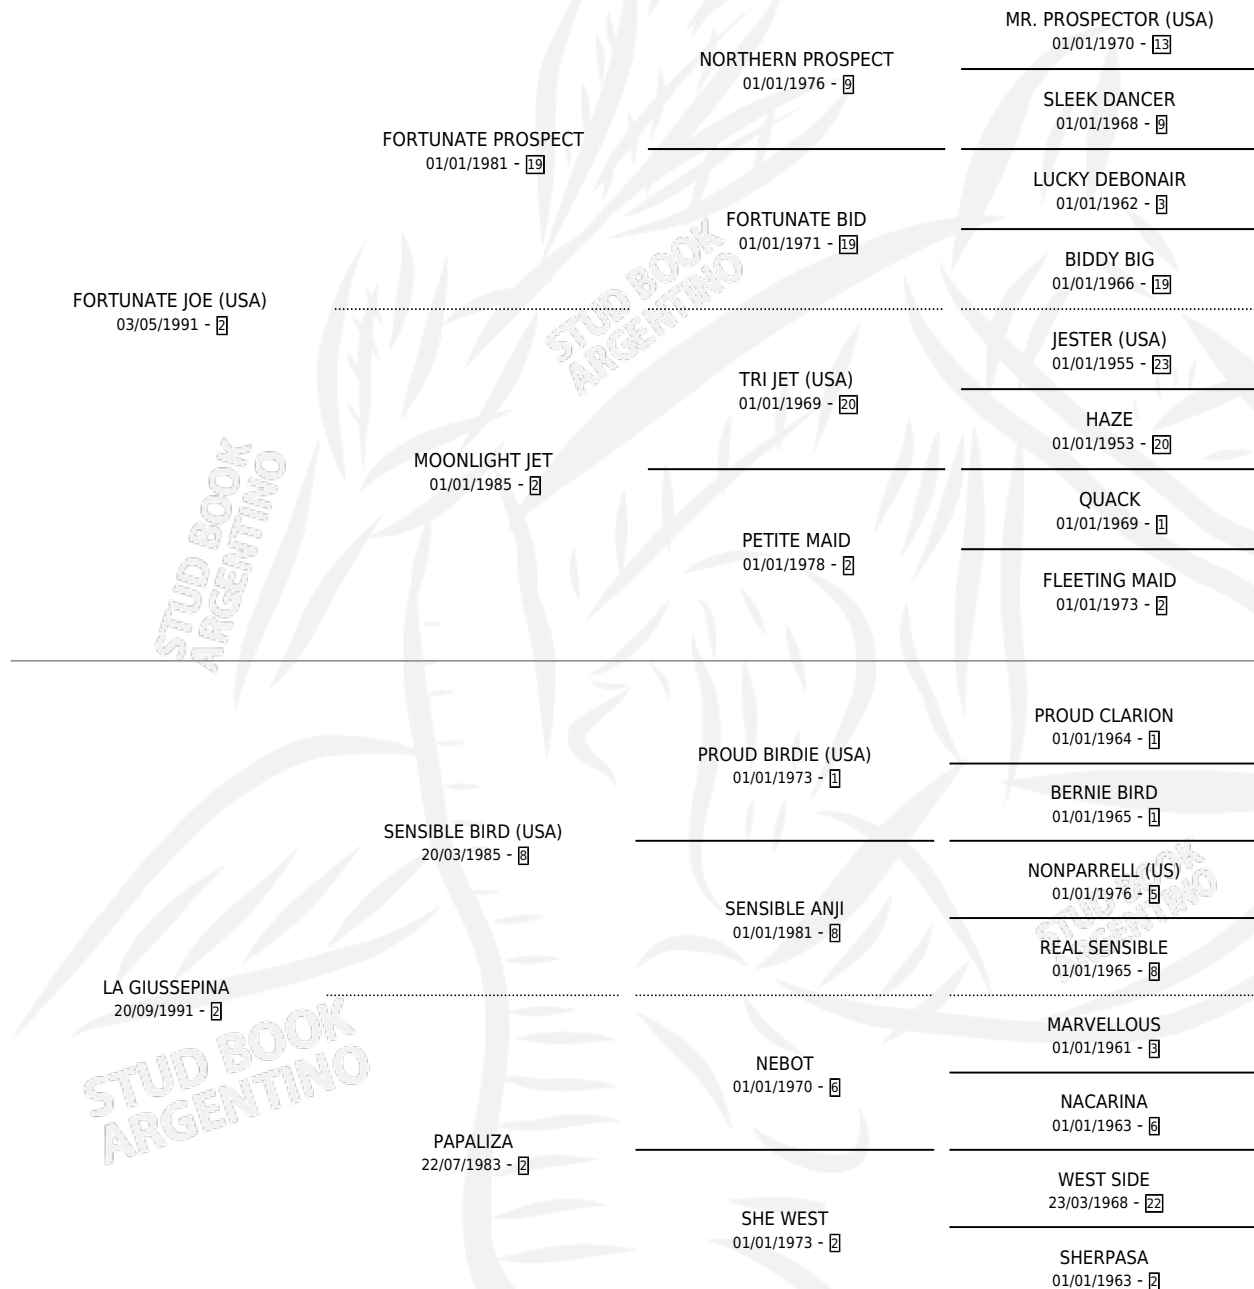 MR. PROSPECTOR (USA)
01/01/1970 - 13
NORTHERN PROSPECT
01/01/1976 - 9
SLEEK DANCER
01/01/1968 - 9
FORTUNATE PROSPECT
01/01/1981 - 19
LUCKY DEBONAIR
01/01/1962 - 3
FORTUNATE BID
01/01/1971 - 19
BIDDY BIG
01/01/1966 - 19
FORTUNATE JOE (USA)
03/05/1991 - 2
STUD BOOK
ARGENTINO
JESTER (USA)
01/01/1955 - 23
TRI JET (USA)
01/01/1969 - 20
HAZE
01/01/1953 - 20
MOONLIGHT JET
01/01/1985 - 2
QUACK
01/01/1969 - 1
PETITE MAID
01/01/1978 - 2
FLEETING MAID
01/01/1973 - 2
STUD BOOK
ARGENTINO
PROUD CLARION
01/01/1964 - 1
PROUD BIRDIE (USA)
01/01/1973 - 1
BERNIE BIRD
01/01/1965 - 1
SENSIBLE BIRD (USA)
20/03/1985 - 8
NONPARRELL (US)
01/01/1976 - 5
STUD BOOK
ARGENTINO
SENSIBLE ANJI
01/01/1981 - 8
REAL SENSIBLE
01/01/1965 - 8
LA GIUSSEPINA
20/09/1991 - 2
STUD BOOK
ARGENTINO
MARVELLOUS
01/01/1961 - 3
NEBOT
01/01/1970 - 6
NACARINA
01/01/1963 - 6
PAPALIZA
22/07/1983 - 2
WEST SIDE
23/03/1968 - 22
SHE WEST
01/01/1973 - 2
SHERPASA
01/01/1963 - 2